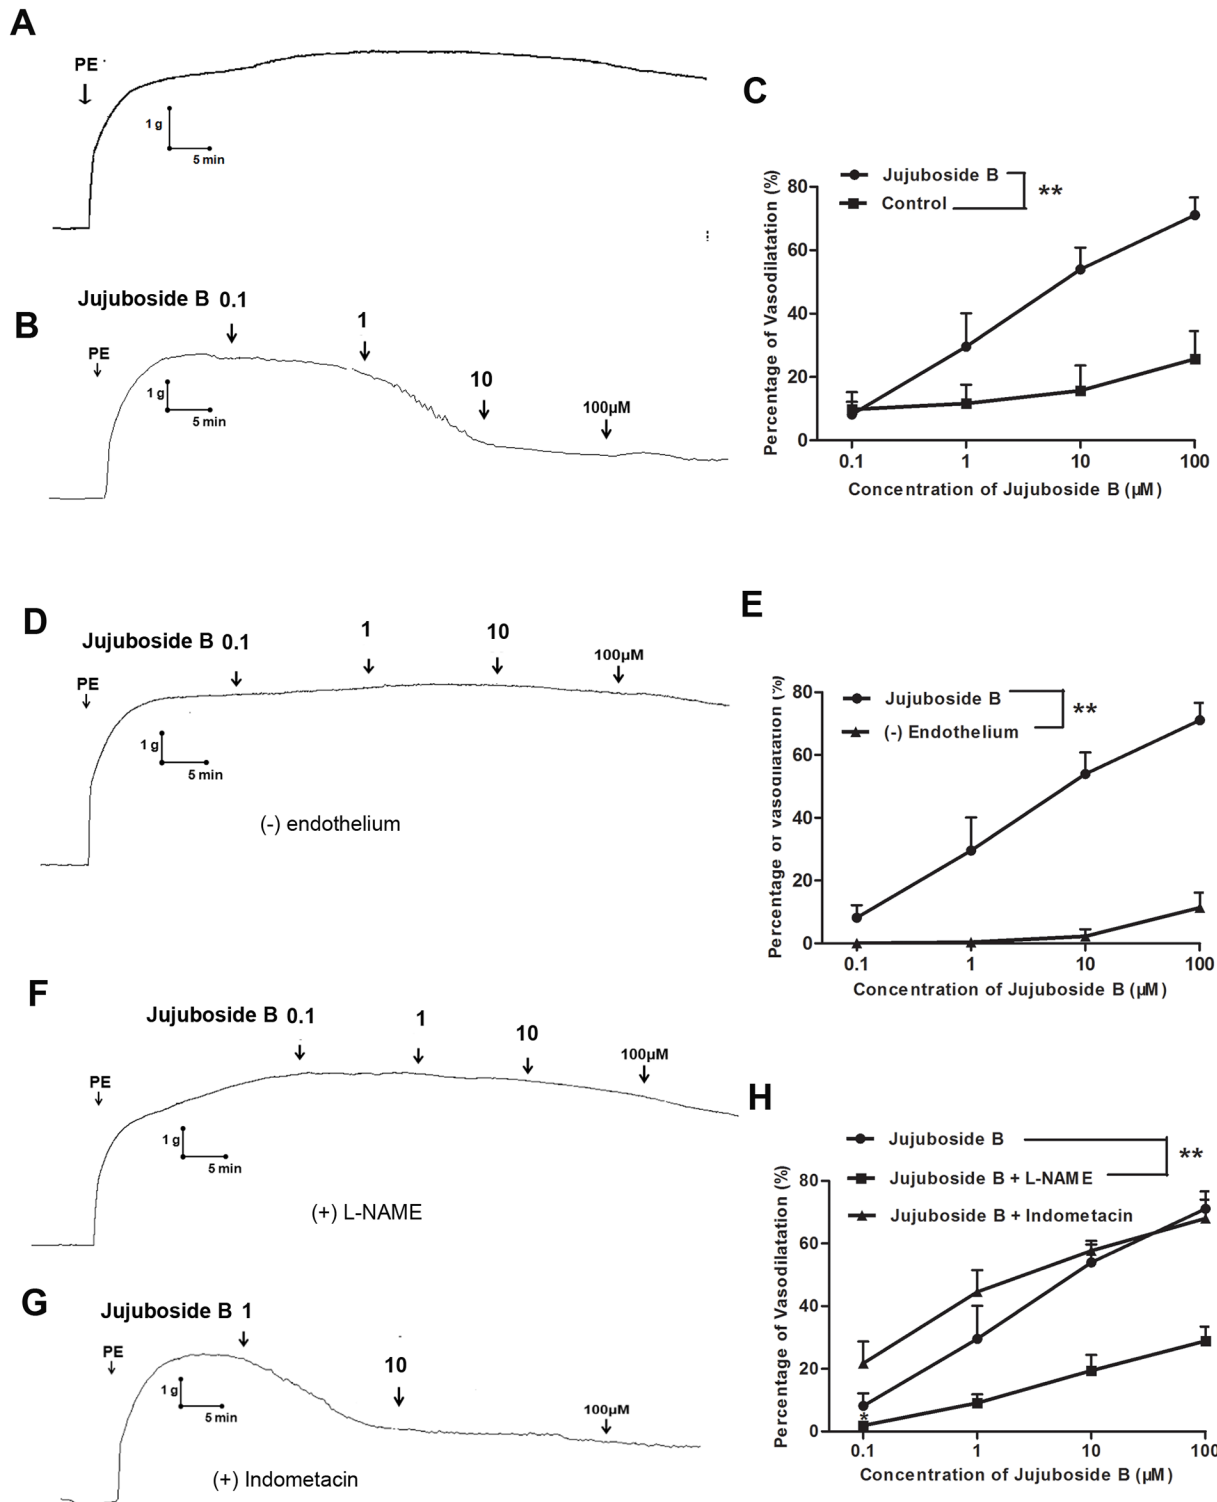 A
PE
1 g
5 min
C
Jujuboside B
Control
**
Percentage of Vasodilatation (%)
80
60
40
20
0
0.1
1
10
100
Concentration of Jujuboside B (µM)
Jujuboside B 0.1
1
10
100µM
B
PE
1 g
5 min
D
Jujuboside B 0.1
1
10
100µM
PE
1 g
5 min
(-) endothelium
E
Jujuboside B
(-) Endothelium
**
Percentage of Vasodilatation (%)
80
60
40
20
0
0.1
1
10
100
Concentration of Jujuboside B (µM)
F
Jujuboside B 0.1
1
10
100µM
PE
1 g
5 min
(+) L-NAME
G
Jujuboside B 1
10
100µM
PE
1 g
5 min
(+) Indometacin
H
Jujuboside B
Jujuboside B + L-NAME
Jujuboside B + Indometacin
**
Percentage of Vasodilatation (%)
80
60
40
20
0
*
0.1
1
10
100
Concentration of Jujuboside B (µM)